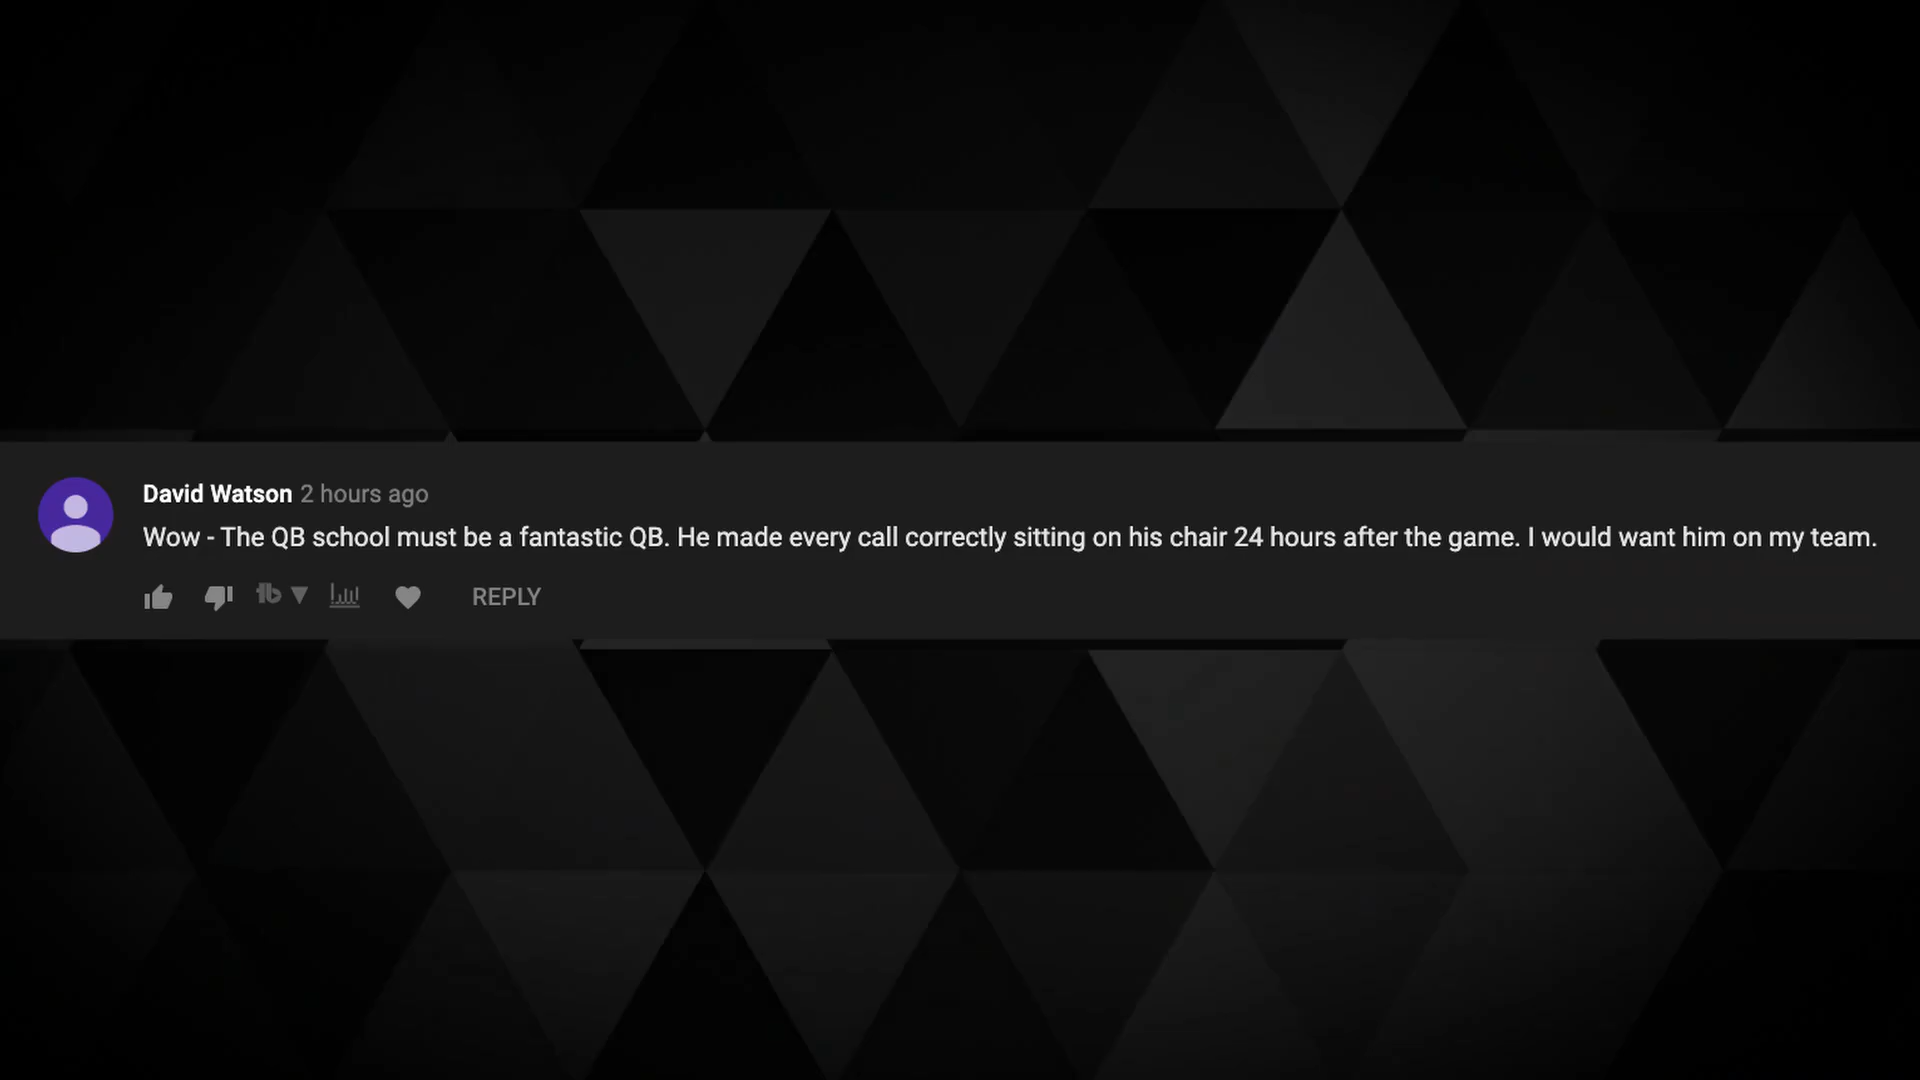 David Watson 2 hours ago
Wow - The QB school must be a fantastic QB. He made every call correctly sitting on his chair 24 hours after the game. I would want him on my team.
REPLY